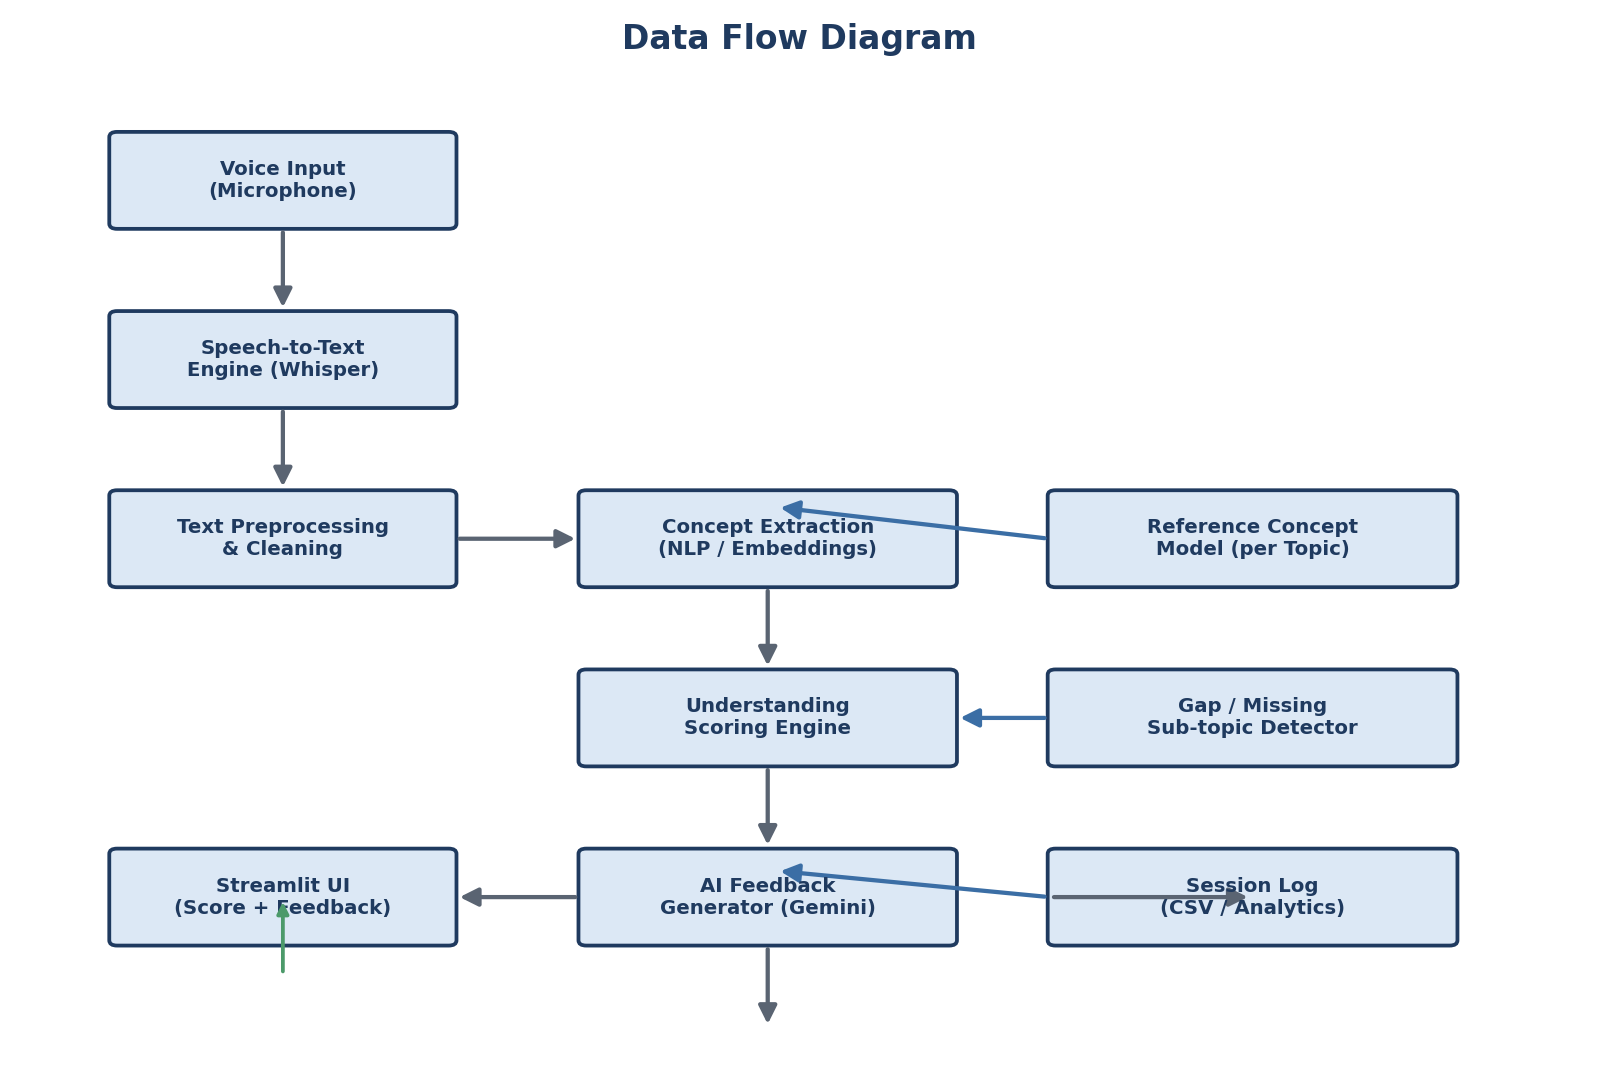 Data Flow Diagram
Voice Input
(Microphone)
Speech-to-Text
Engine (Whisper)
Text Preprocessing
& Cleaning
Concept Extraction
(NLP / Embeddings)
Reference Concept
Model (per Topic)
Understanding
Scoring Engine
Gap / Missing
Sub-topic Detector
Streamlit UI
(Score + Feedback)
AI Feedback
Generator (Gemini)
Session Log
(CSV / Analytics)